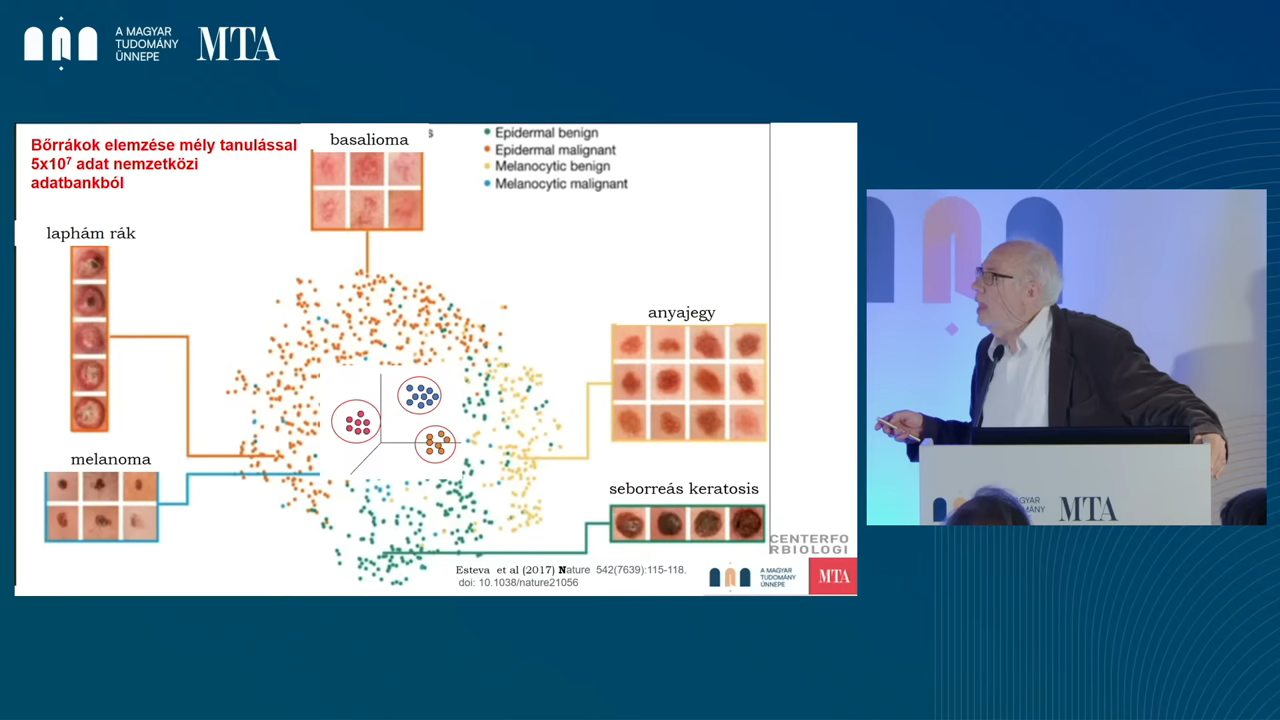 A MAGYAR
TUDOMÁNY
ÜNNEPE
MTA
Bőrrákok elemzése mély tanulással
5x10⁷ adat nemzetközi
adatbankból
basalioma
s
Epidermal benign
Epidermal malignant
Melanocytic benign
Melanocytic malignant
laphám rák
anyajegy
melanoma
seborreás keratosis
CENTERFO
RBIOLOGI
Esteva et al (2017) Nature 542(7639):115-118.
doi: 10.1038/nature21056
A MAGYAR
TUDOMÁNY
ÜNNEPE
MTA
GYAR
MÁNY
MTA